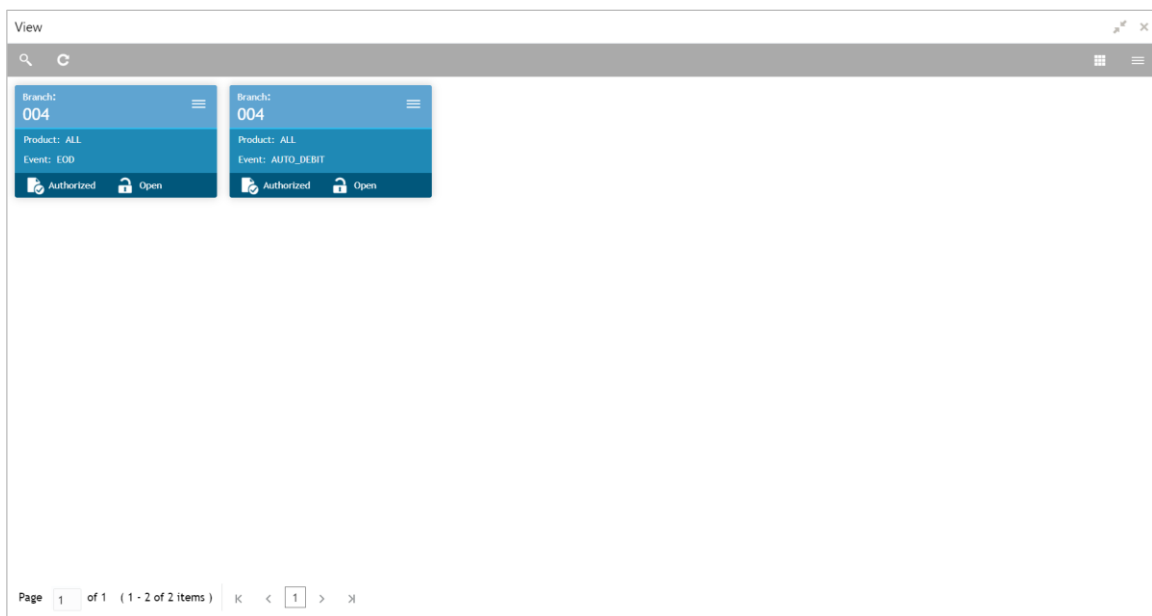 View
Branch:
004
Product: ALL
Event: EOD
Authorized Open
Branch:
004
Product: ALL
Event: AUTO_DEBIT
Authorized Open
Page 1 of 1 ( 1 - 2 of 2 items ) 1